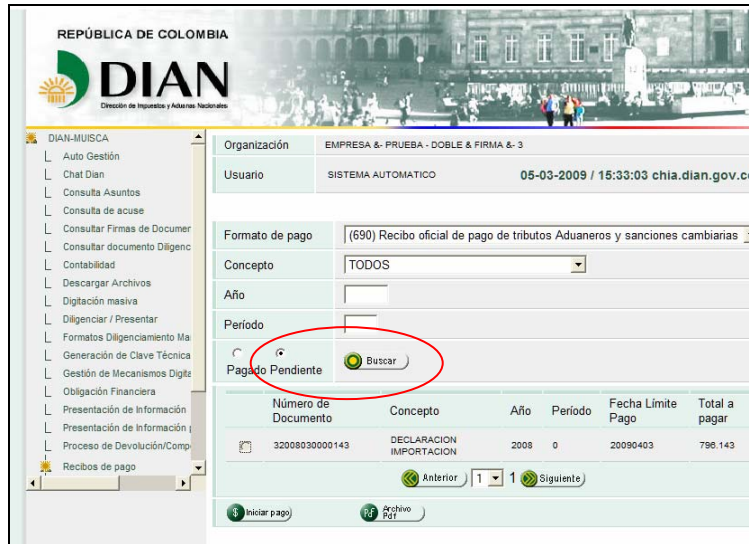 REPÚBLICA DE COLOMBIA
DIAN
Dirección de Impuestos y Aduanas Nacionales
DIAN-MUISCA
Auto Gestión
Chat Dian
Consulta Asuntos
Consulta de acuse
Consultar Firmas de Documen
Consultar documento Diligenc
Contabilidad
Descargar Archivos
Digitación masiva
Diligenciar / Presentar
Formatos Diligenciamiento Ma
Generación de Clave Técnica
Gestión de Mecanismos Digita
Obligación Financiera
Presentación de Información
Presentación de Información p
Proceso de Devolución/Compe
Recibos de pago
Organización EMPRESA &- PRUEBA - DOBLE & FIRMA &- 3
Usuario SISTEMA AUTOMATICO 05-03-2009 / 15:33:03 chia.dian.gov.c
Formato de pago (690) Recibo oficial de pago de tributos Aduaneros y sanciones cambiarias
Concepto TODOS
Año
Período
Pagado Pendiente Buscar
Número de Documento Concepto Año Período Fecha Límite Pago Total a pagar
32008030000143 DECLARACION IMPORTACION 2008 0 20090403 796.143
Anterior 1 1 Siguiente
Iniciar pago Archivo Pdf